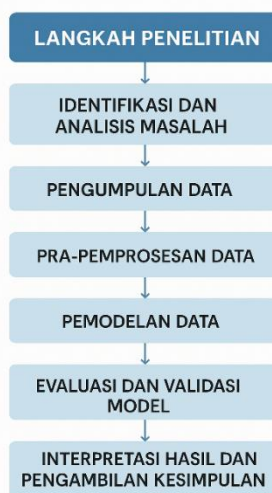 LANGKAH PENELITIAN
IDENTIFIKASI DAN
ANALISIS MASALAH
PENGUMPULAN DATA
PRA-PEMPROSESAN DATA
PEMODELAN DATA
EVALUASI DAN VALIDASI
MODEL
INTERPRETASI HASIL DAN
PENGAMBILAN KESIMPULAN